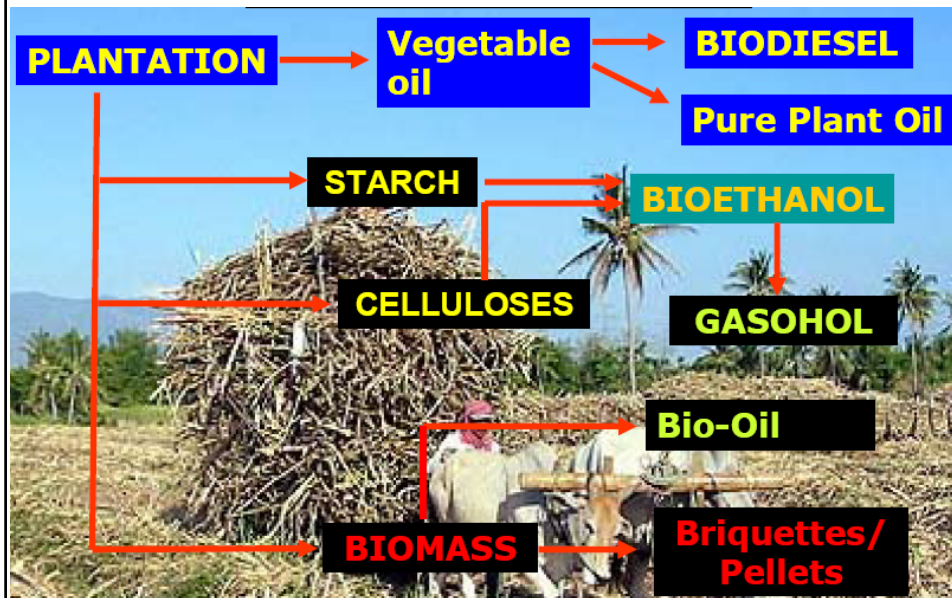 PLANTATION
Vegetable
oil
BIODIESEL
Pure Plant Oil
STARCH
BIOETHANOL
CELLULOSES
GASOHOL
Bio-Oil
BIOMASS
Briquettes/
Pellets